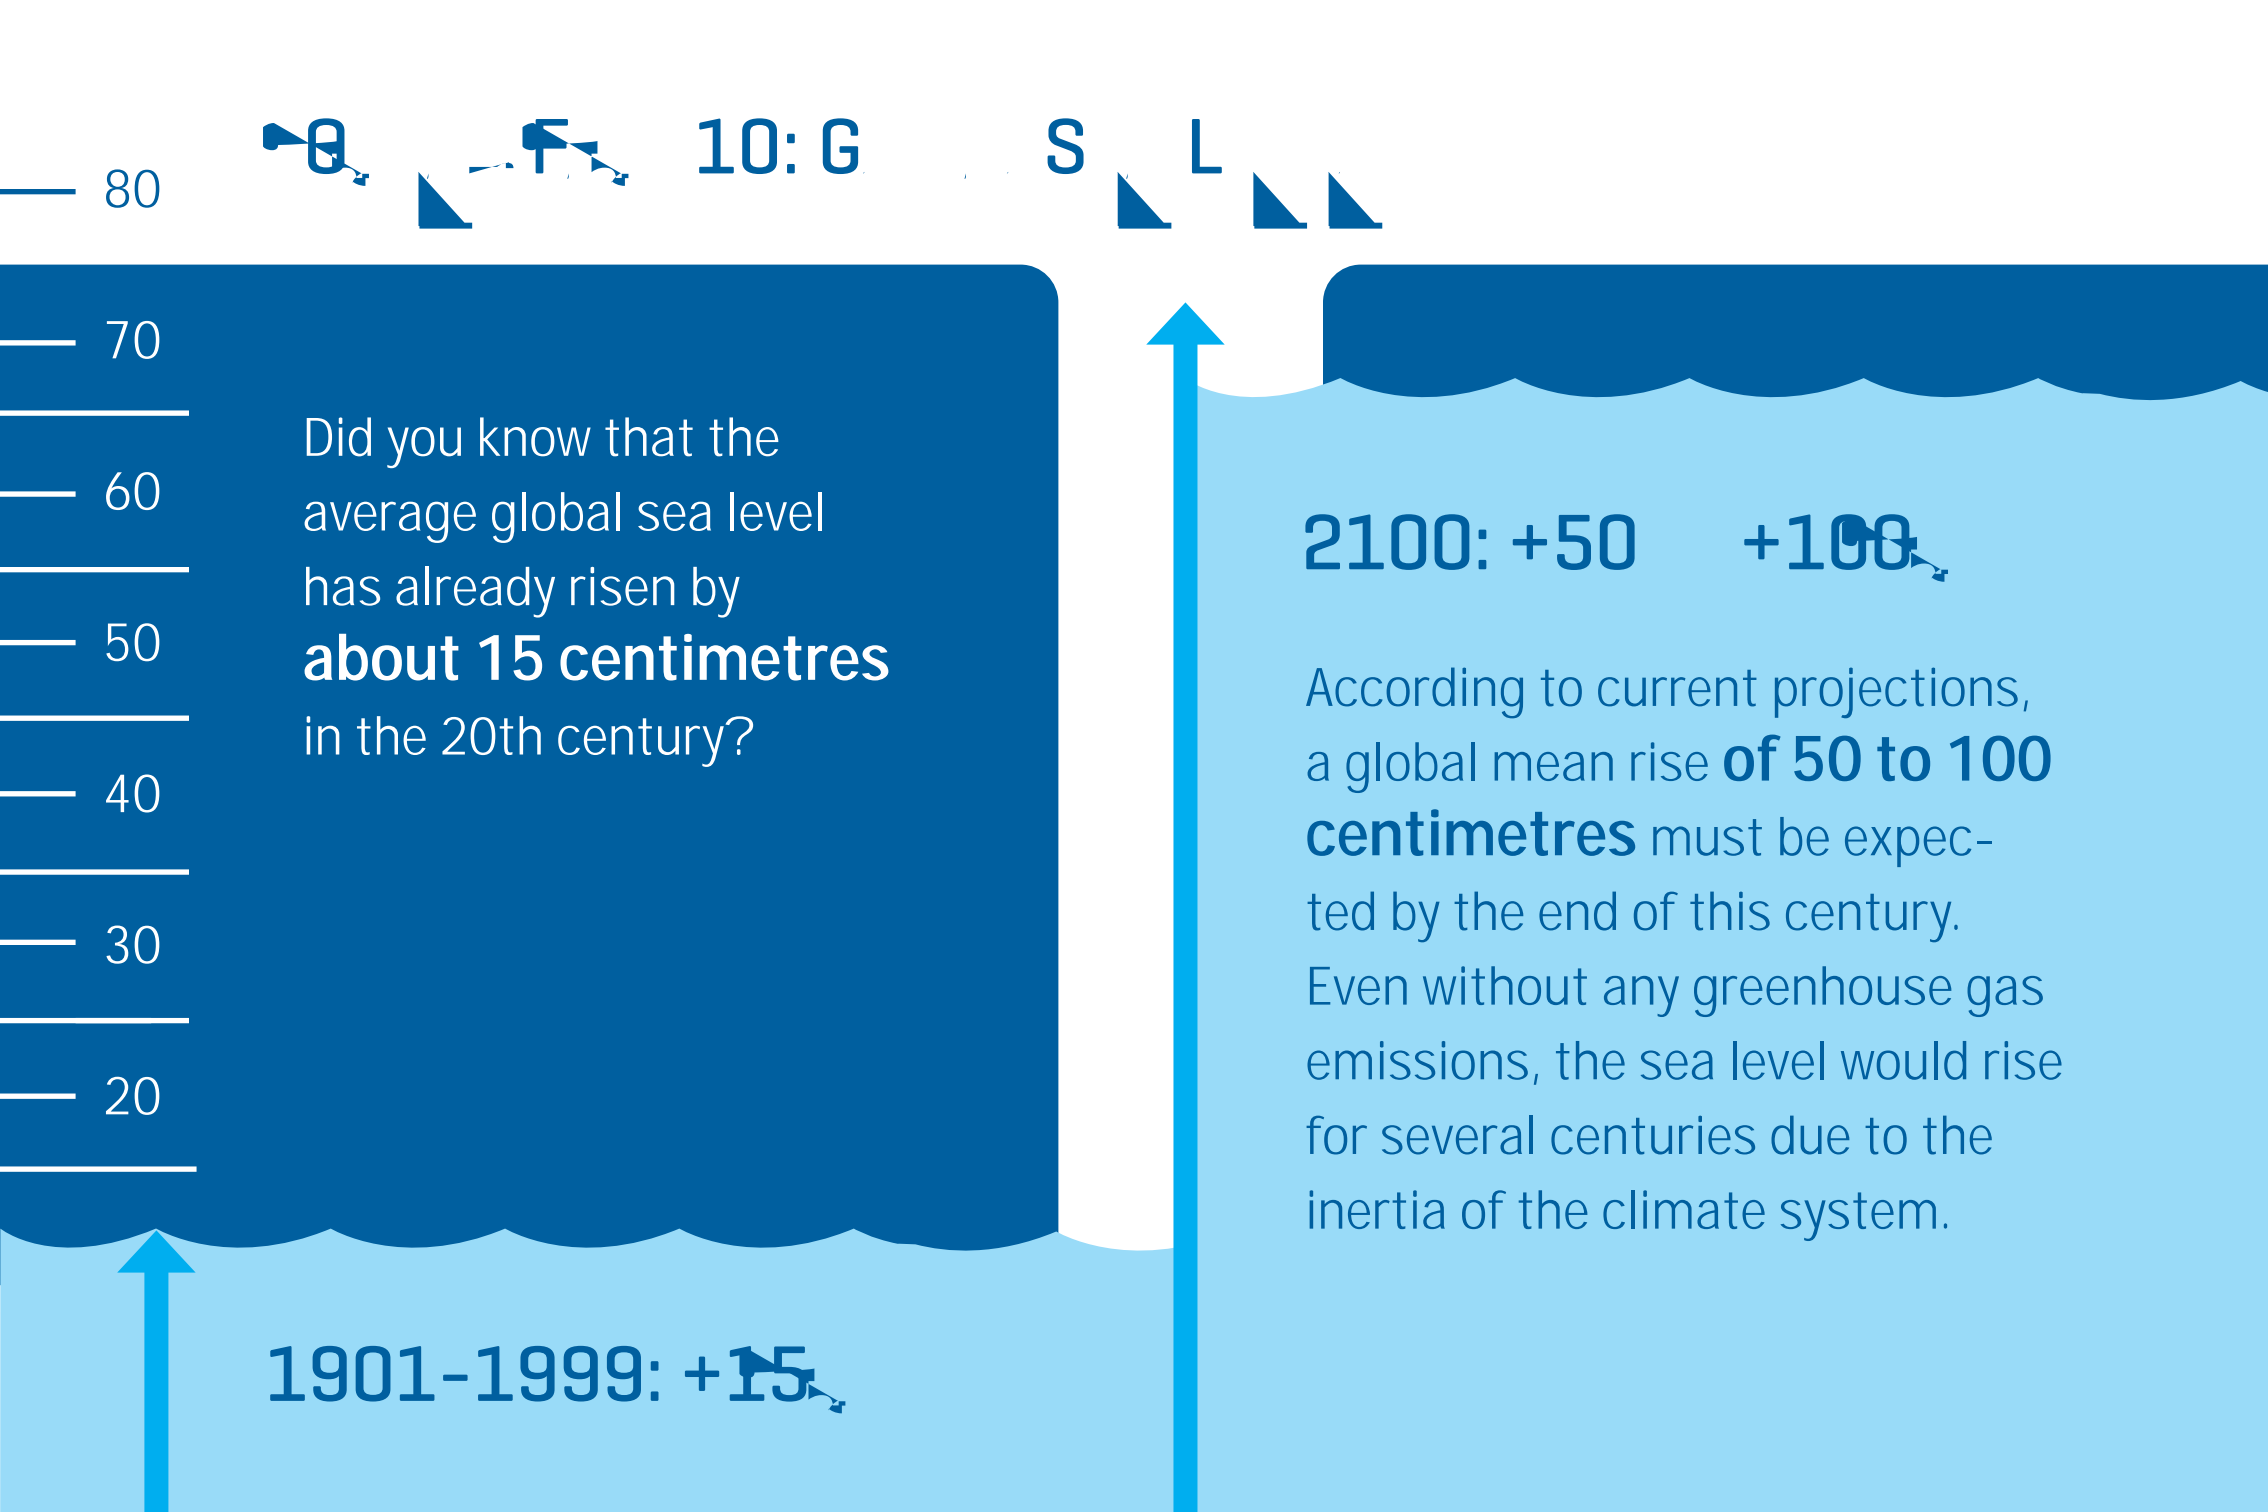 10: G S L
80
70
60
50
40
30
20
Did you know that the
average global sea level
has already risen by
about 15 centimetres
in the 20th century?
1901-1999: +15
2100: +50 +100
According to current projections,
a global mean rise of 50 to 100
centimetres must be expec-
ted by the end of this century.
Even without any greenhouse gas
emissions, the sea level would rise
for several centuries due to the
inertia of the climate system.